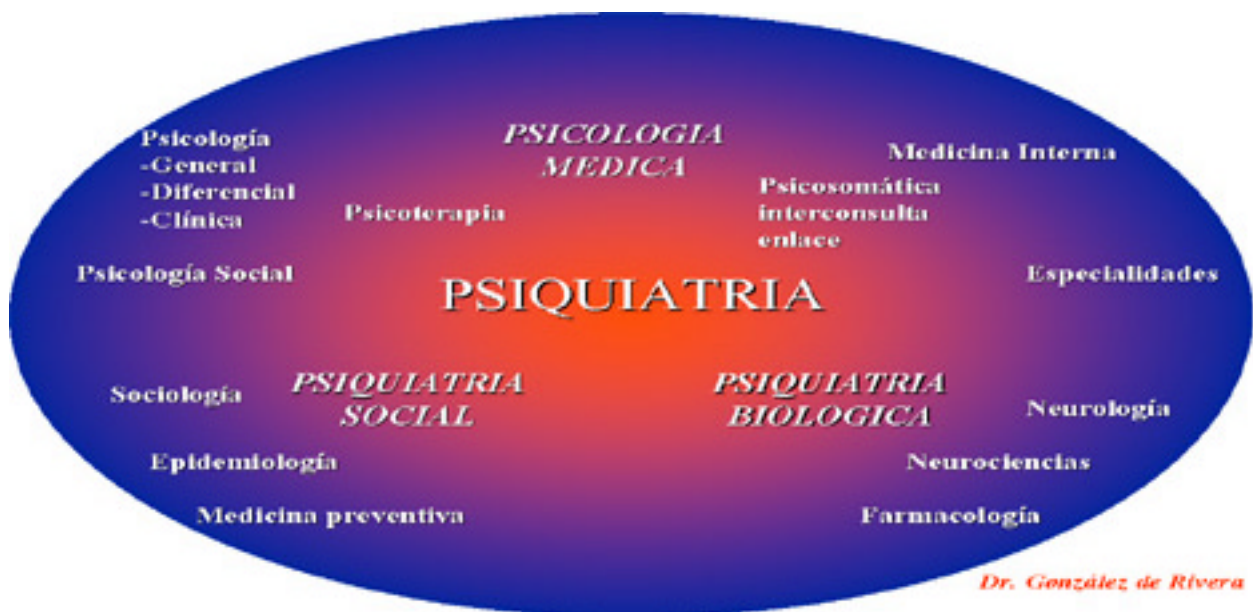 PSICOLOGIA
MEDICA
Psicología
-General
-Diferencial
-Clínica
Medicina Interna
Psicoterapia
Psicosomática
interconsulta
enlace
Psicología Social
PSIQUIATRIA
Especialidades
Sociología
PSIQUIATRIA
SOCIAL
PSIQUIATRIA
BIOLOGICA
Neurología
Epidemiología
Neurociencias
Medicina preventiva
Farmacología
Dr. González de Rivera